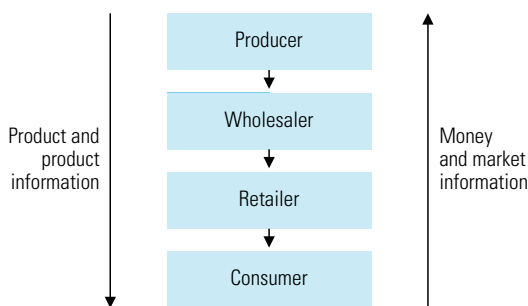 Producer
Wholesaler
Retailer
Consumer
Product and
product
information
Money
and market
information